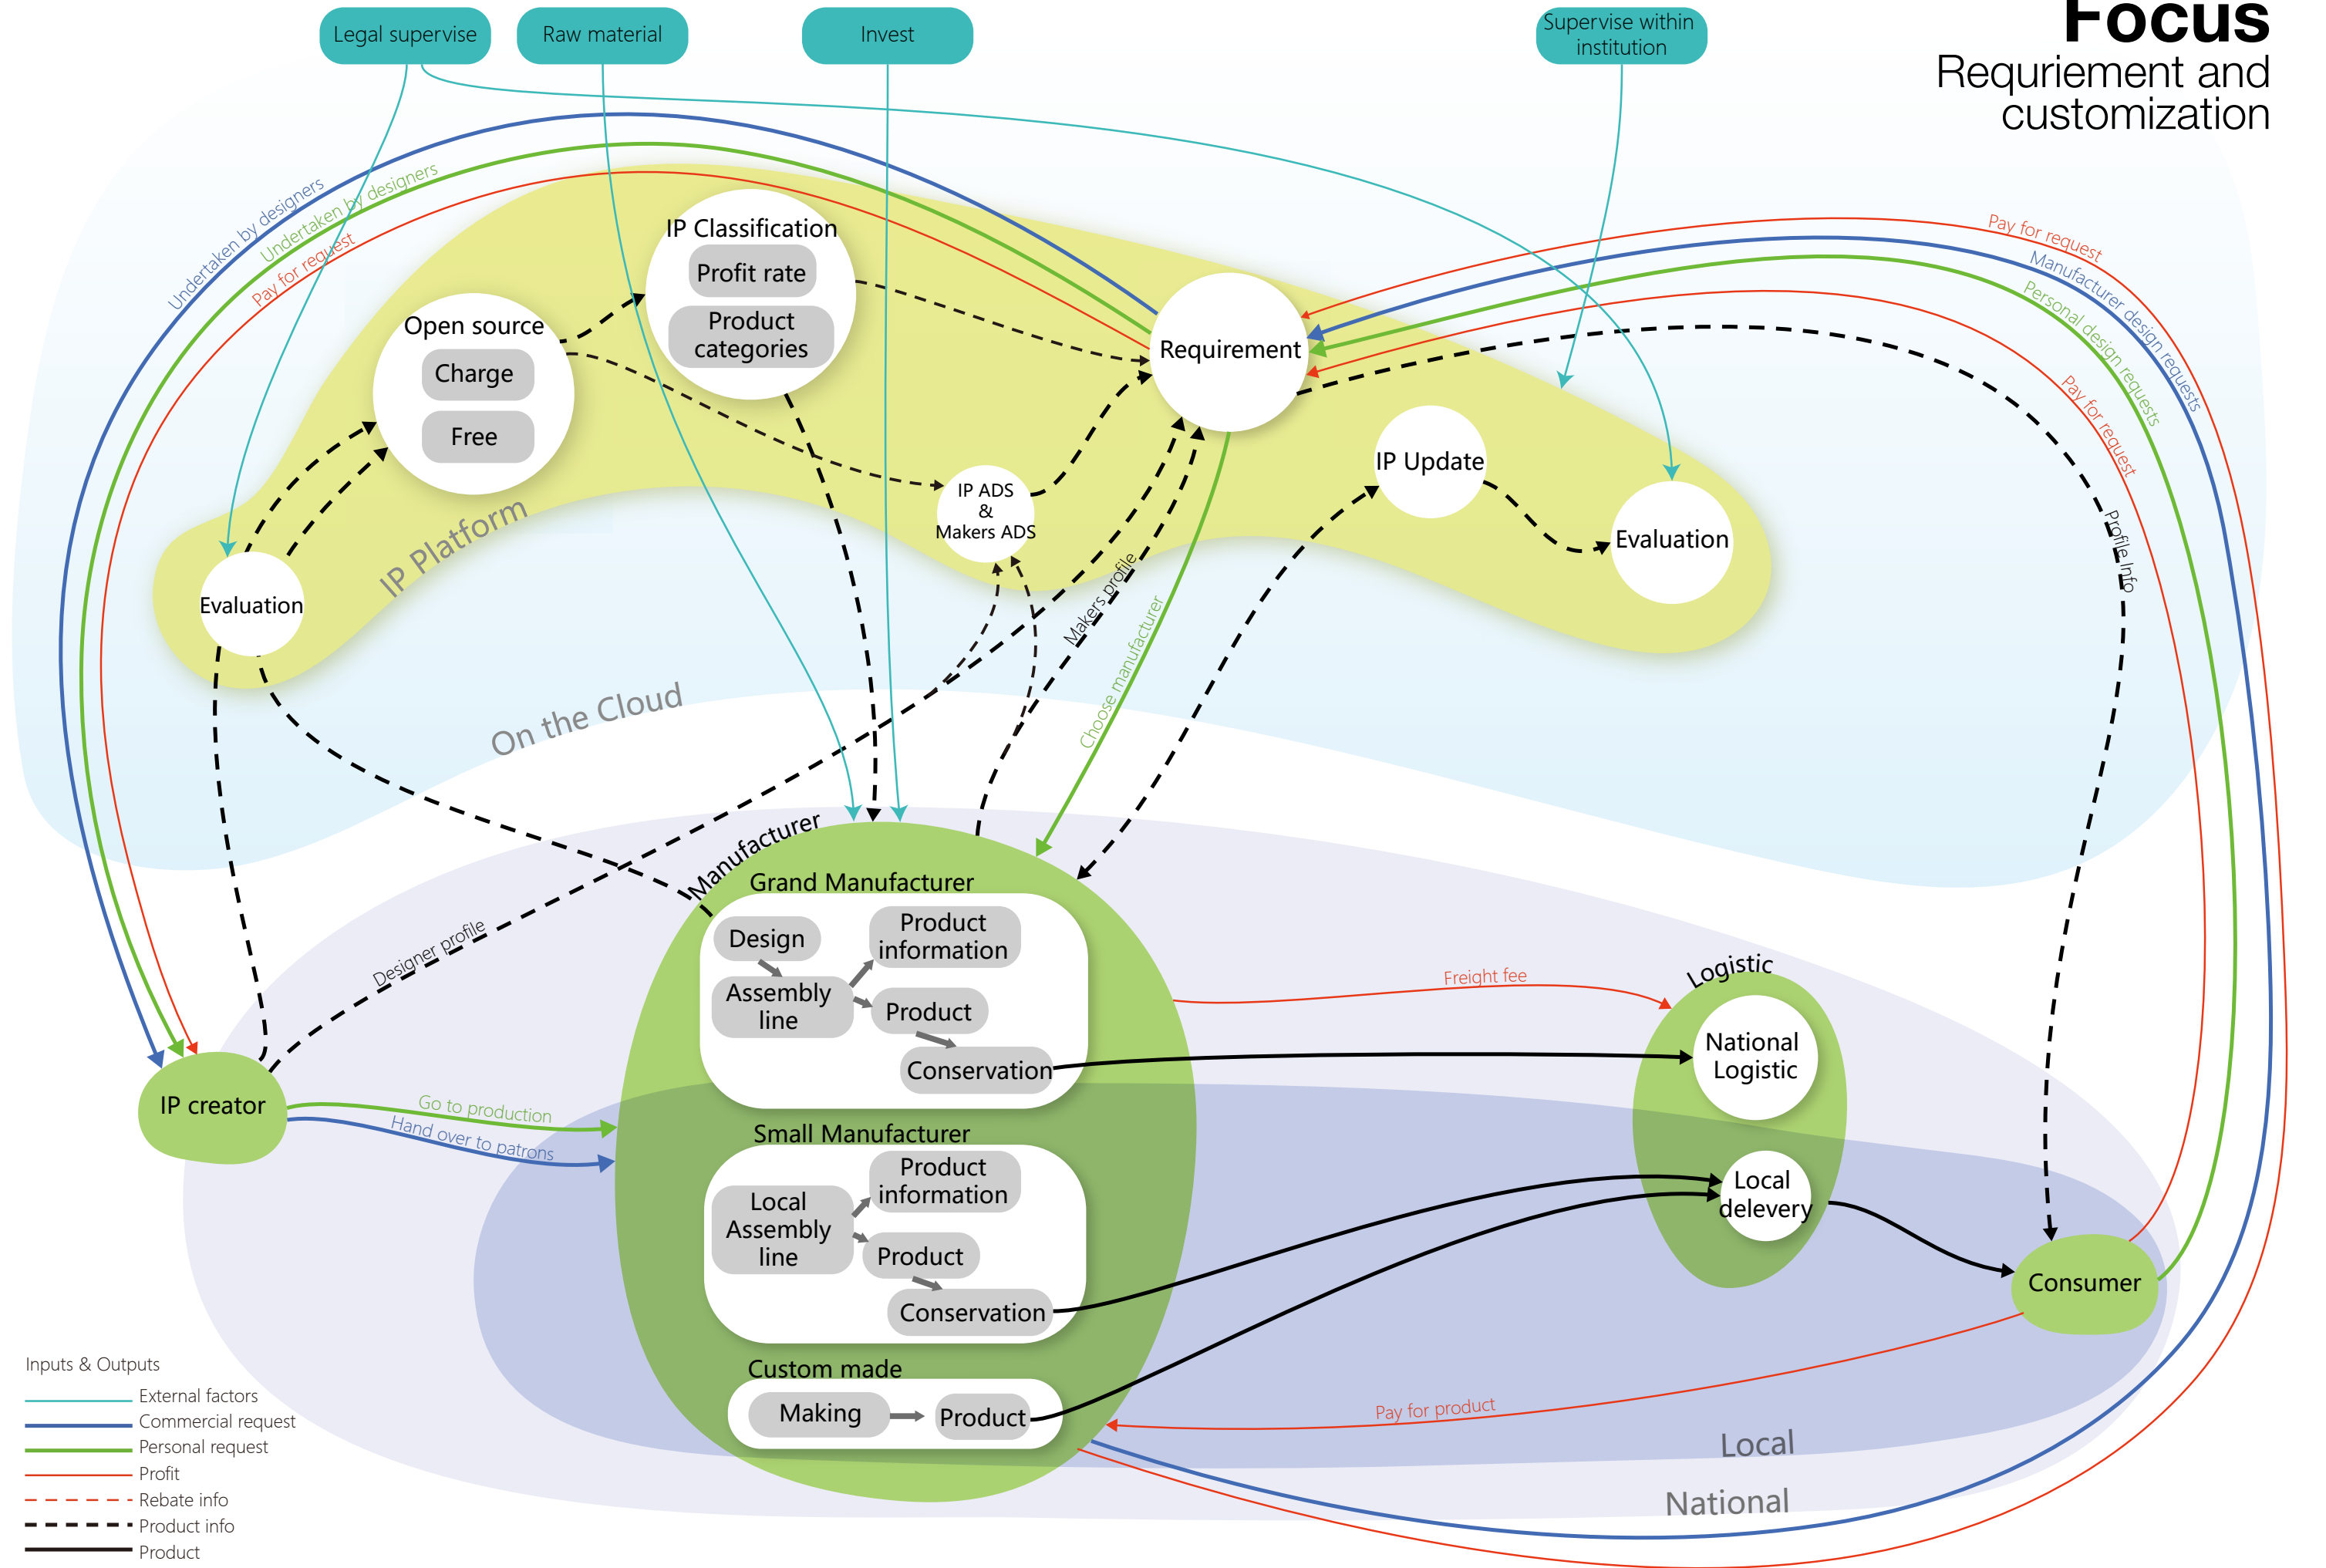 Legal supervise
Raw material
Invest
Supervise within
institution
Focus
Requriement and
customization
Undertaken by designers
Undertaken by designers
Pay for request
IP Classification
Profit rate
Product
categories
Open source
Charge
Free
Requirement
Pay for request
Manufacturer design requests
Personal design requests
Pay for request
IP ADS
&
Makers ADS
IP Update
Evaluation
Evaluation
IP Platform
Profile Info
Makers profile
Choose manufacturer
On the Cloud
Manufacturer
Grand Manufacturer
Design
Product
information
Assembly
line
Product
Conservation
Designer profile
Freight fee
Logistic
National
Logistic
IP creator
Go to production
Hand over to patrons
Small Manufacturer
Product
information
Local
Assembly
line
Product
Conservation
Local
delevery
Consumer
Custom made
Making
Product
Pay for product
Local
National
Inputs & Outputs
External factors
Commercial request
Personal request
Profit
Rebate info
Product info
Product